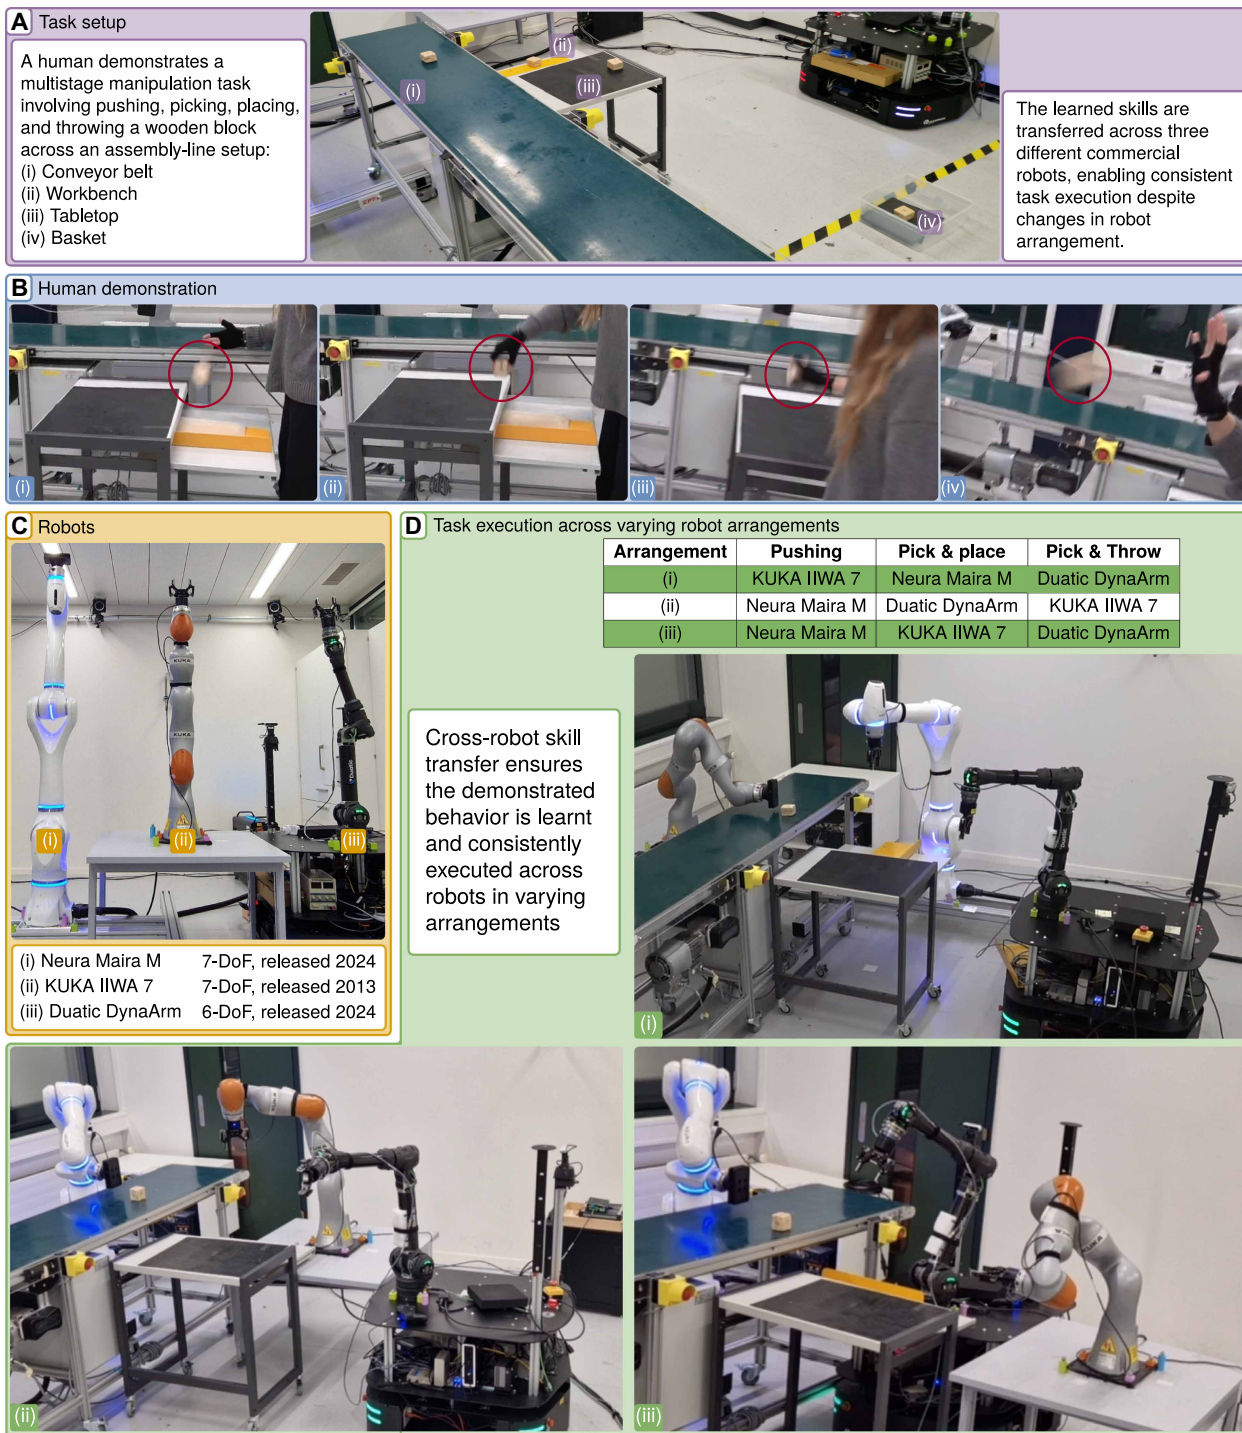 A Task setup
A human demonstrates a
multistage manipulation task
involving pushing, picking, placing,
and throwing a wooden block
across an assembly-line setup:
(i) Conveyor belt
(ii) Workbench
(iii) Tabletop
(iv) Basket
(i)
(ii)
(iii)
(iv)
The learned skills are
transferred across three
different commercial
robots, enabling consistent
task execution despite
changes in robot
arrangement.
B Human demonstration
(i)
(ii)
(iii)
(iv)
C Robots
KUKA
KUKA
Duatic
(i)
(ii)
(iii)
(i) Neura Maira M 7-DoF, released 2024
(ii) KUKA IIWA 7 7-DoF, released 2013
(iii) Duatic DynaArm 6-DoF, released 2024
D Task execution across varying robot arrangements
Arrangement Pushing Pick & place Pick & Throw
(i) KUKA IIWA 7 Neura Maira M Duatic DynaArm
(ii) Neura Maira M Duatic DynaArm KUKA IIWA 7
(iii) Neura Maira M KUKA IIWA 7 Duatic DynaArm
Cross-robot skill
transfer ensures
the demonstrated
behavior is learnt
and consistently
executed across
robots in varying
arrangements
(i)
KUKA
(ii)
KUKA
(iii)